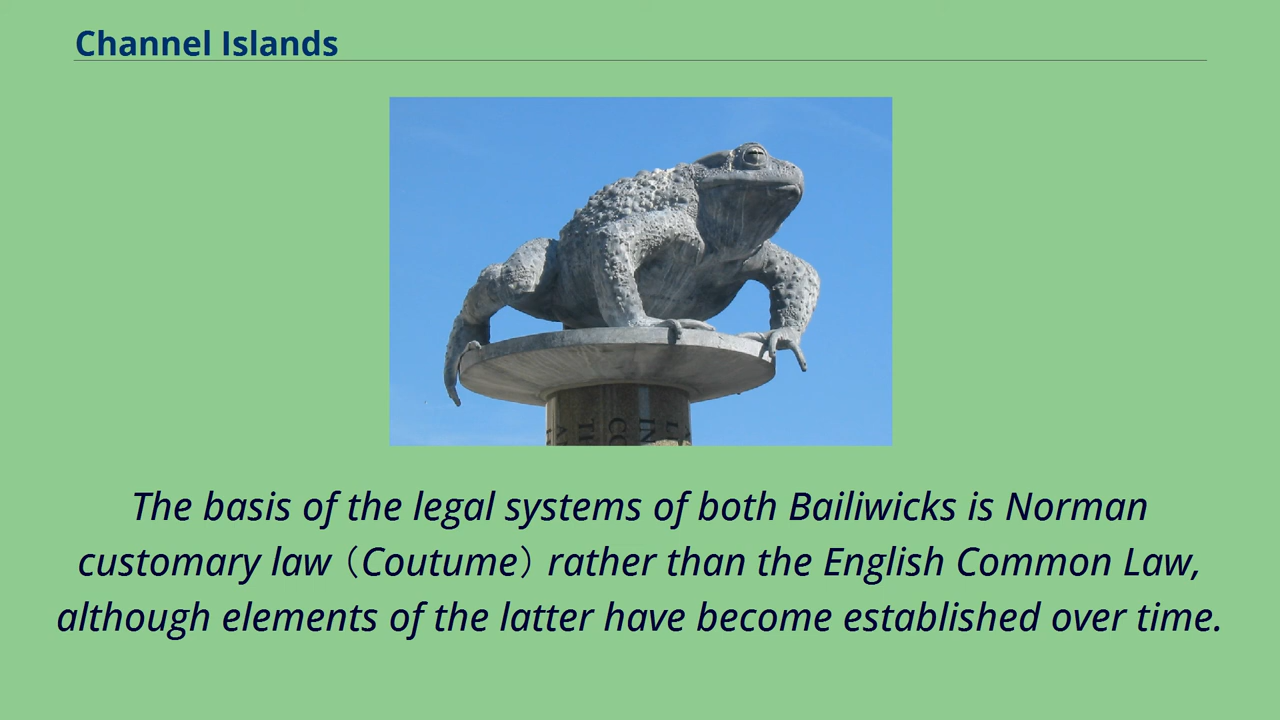 Channel Islands
The basis of the legal systems of both Bailiwicks is Norman
customary law（Coutume）rather than the English Common Law,
although elements of the latter have become established over time.